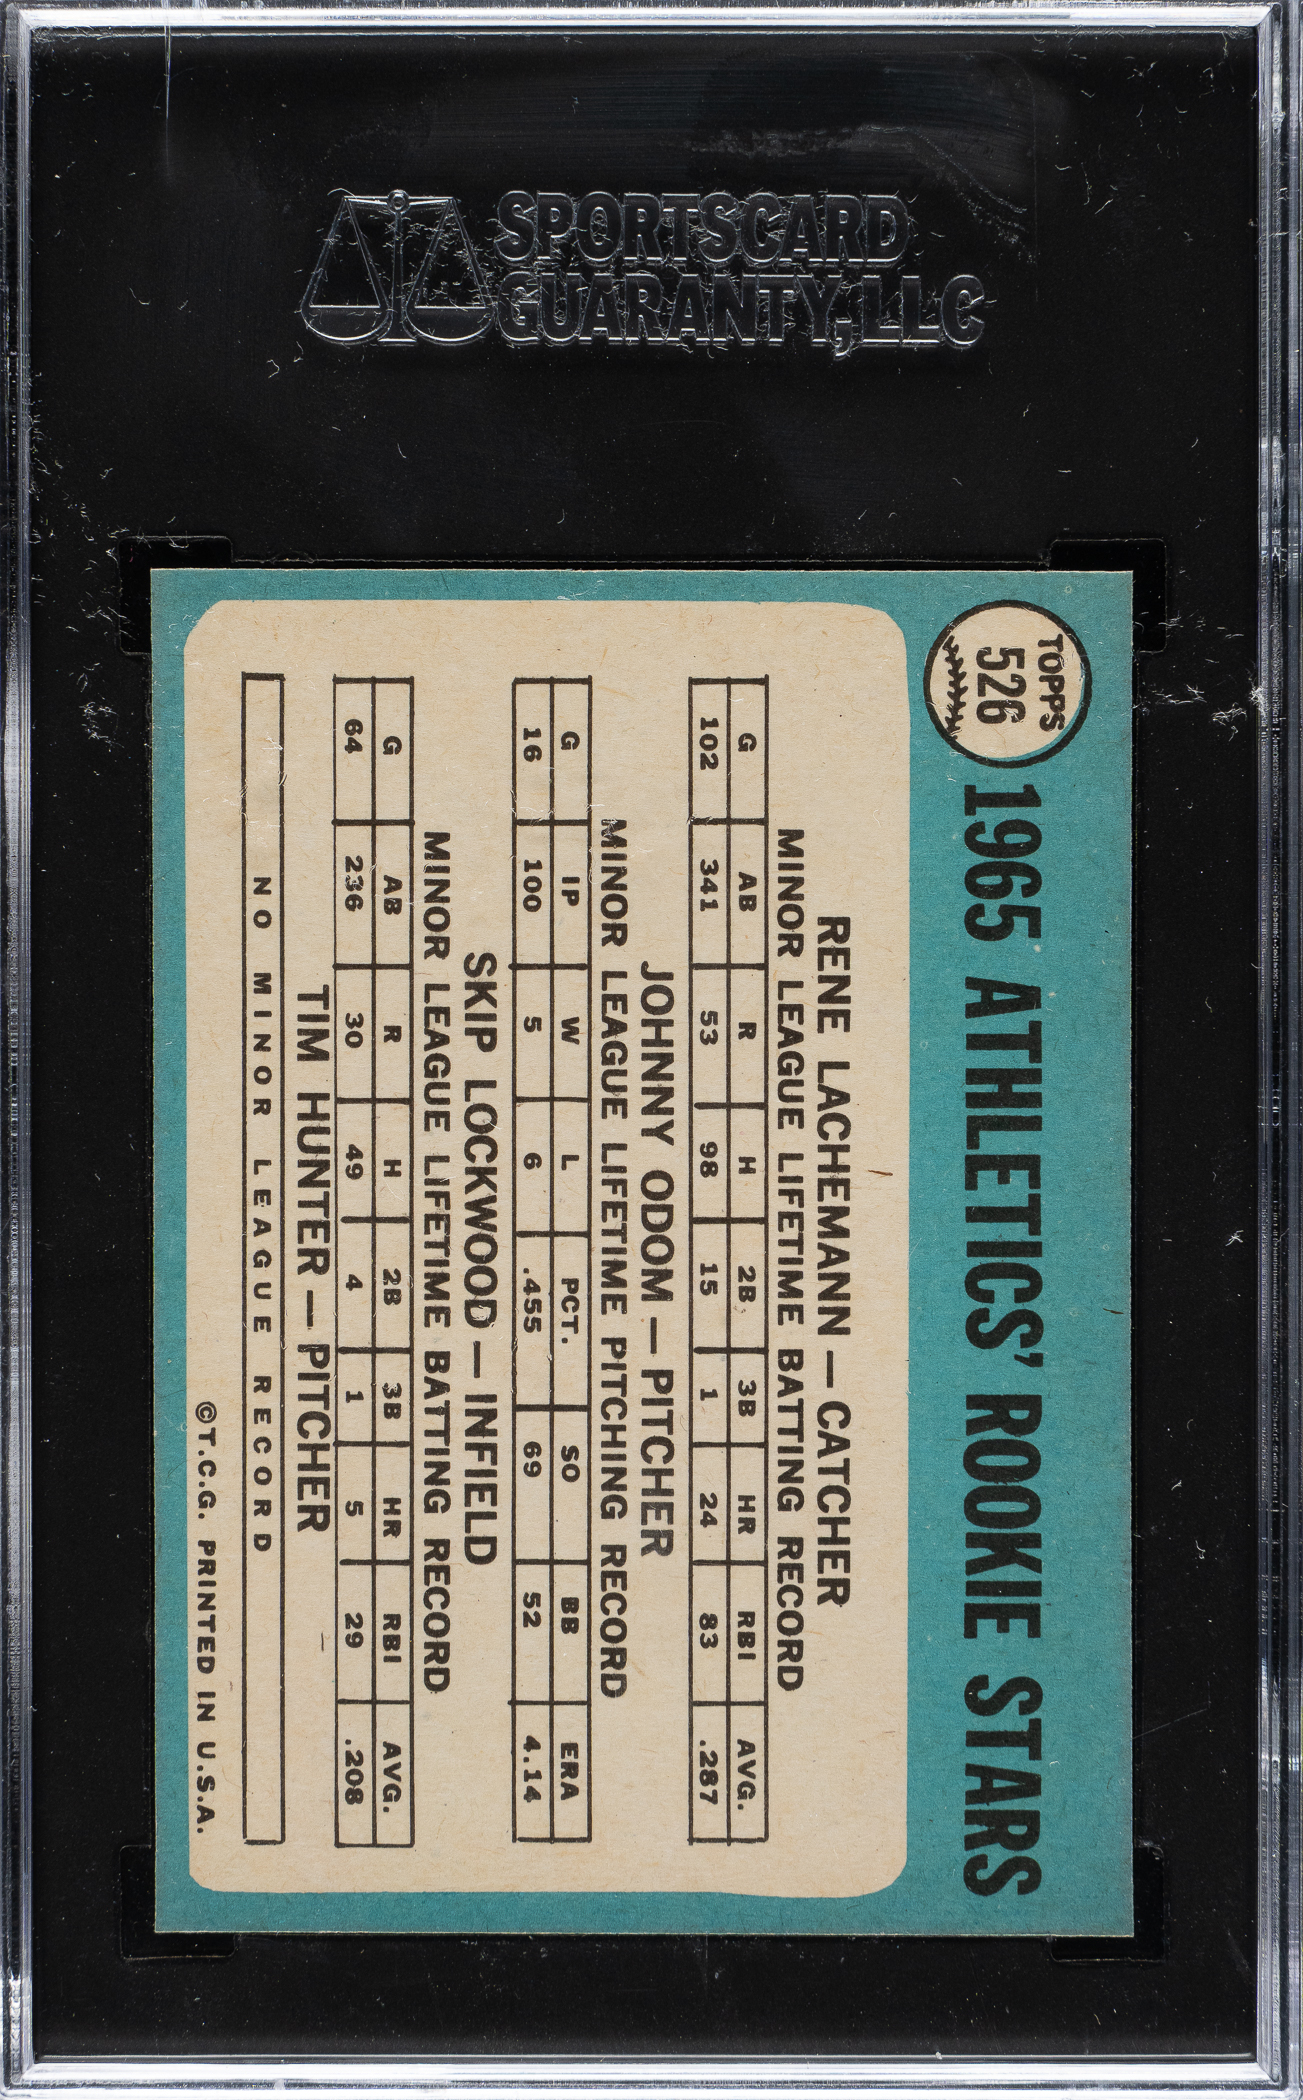 SPORTSCARD
GUARANTY, LLC
TOPPS
526
1965 ATHLETICS' ROOKIE STARS
RENE LACHEMANN — CATCHER
MINOR LEAGUE LIFETIME BATTING RECORD
G AB R H 2B. 3B HR RBI AVG.
102 341 53 98 15 1 24 83 .287
JOHNNY ODOM — PITCHER
MINOR LEAGUE LIFETIME PITCHING RECORD
G IP W L PCT. SO BB ERA
16 100 5 6 .455 69 52 4.14
SKIP LOCKWOOD — INFIELD
MINOR LEAGUE LIFETIME BATTING RECORD
G AB R H 2B 3B HR RBI AVG.
64 236 30 49 4 1 5 29 .208
TIM HUNTER — PITCHER
NO MINOR LEAGUE RECORD
©T.C.G. PRINTED IN U.S.A.